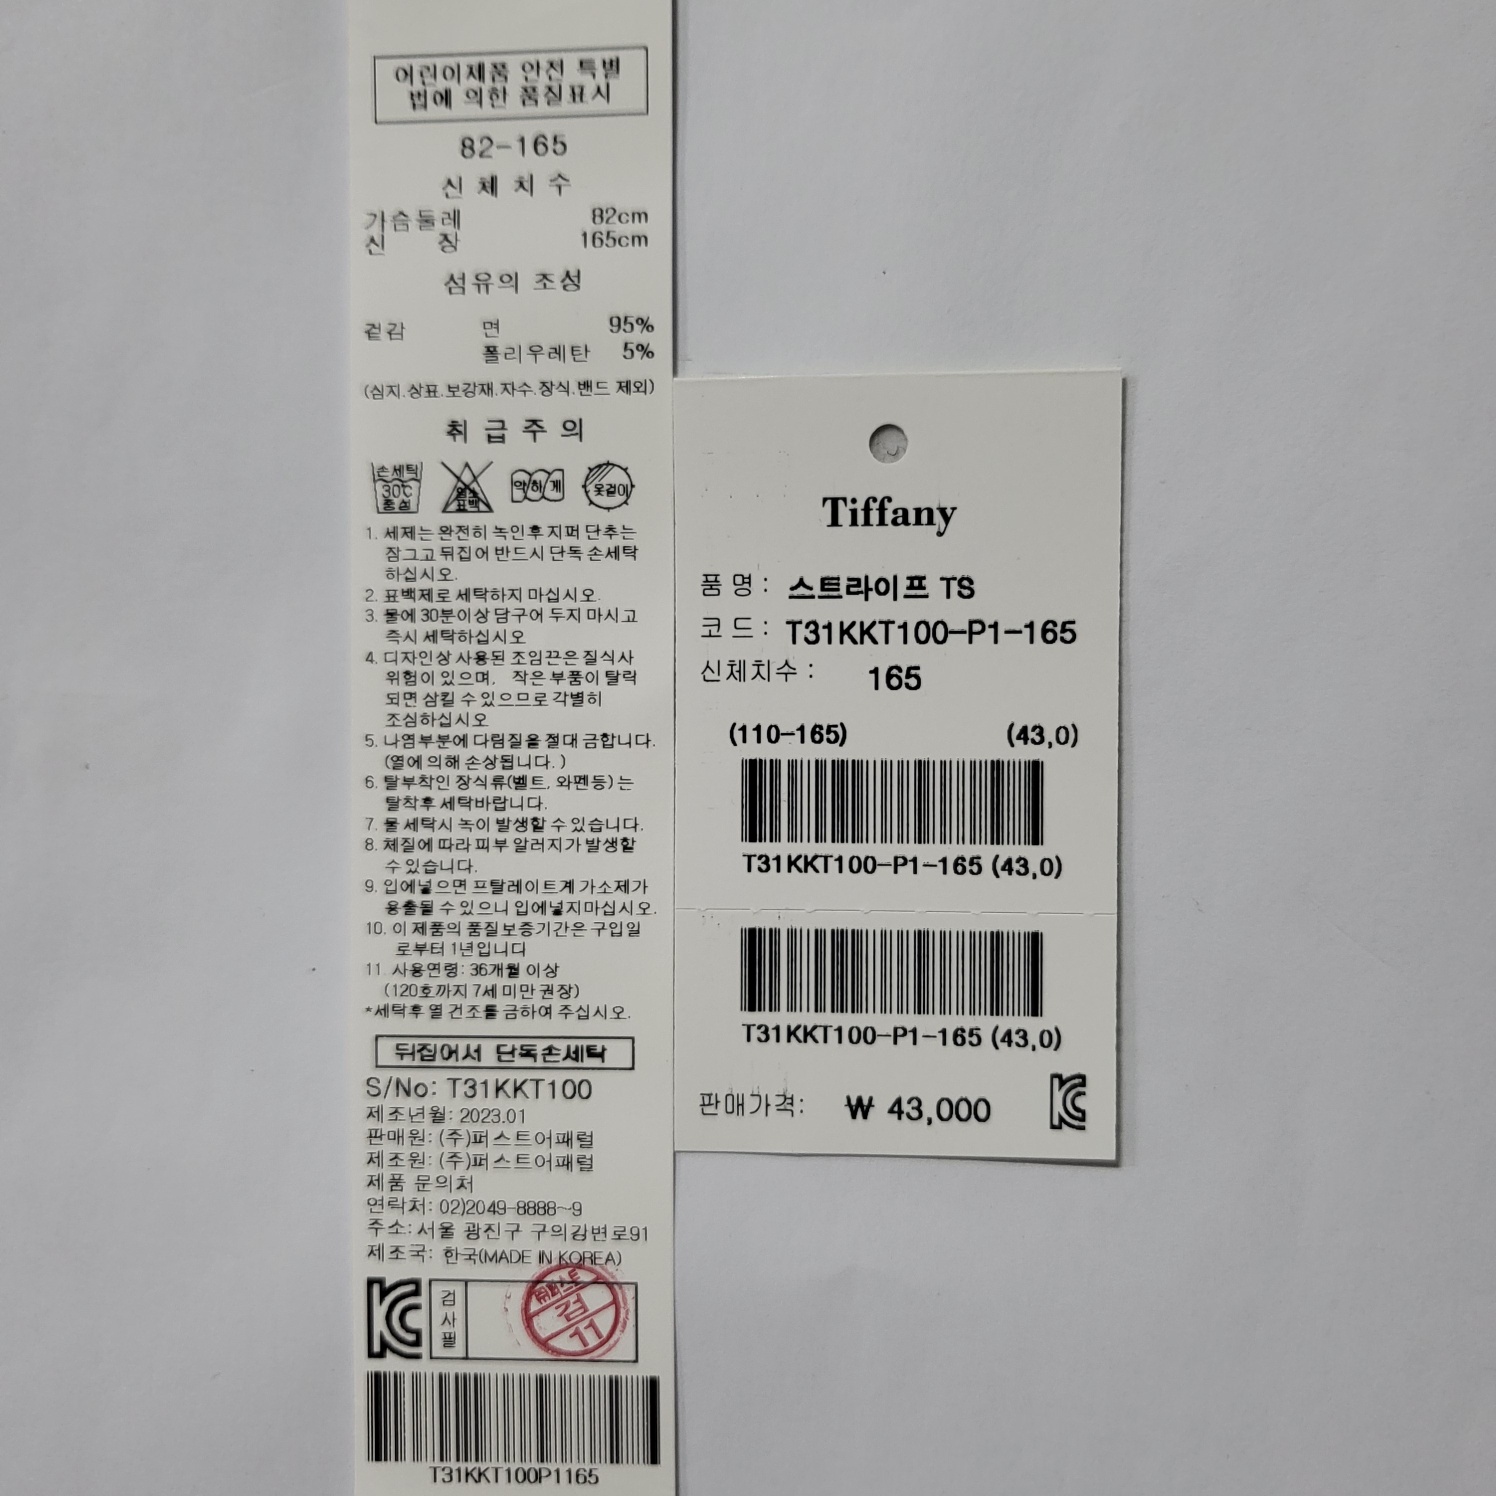 어린이제품 안전 특별
법에 의한 품질표시
82-165
신 체 치 수
가슴둘레 82cm
신 장 165cm
섬유의 조성
겉감 면 95%
폴리우레탄 5%
(심지.상표.보강재.자수.장식.밴드 제외)
취 급 주 의
손세탁
30℃
중성
염소
표백
약하게
옷걸이
1. 세제는 완전히 녹인후 지퍼 단추는
잠그고 뒤집어 반드시 단독 손세탁
하십시오.
2. 표백제로 세탁하지 마십시오.
3. 물에 30분이상 담구어 두지 마시고
즉시 세탁하십시오
4. 디자인상 사용된 조임끈은 질식사
위험이 있으며, 작은 부품이 탈락
되면 삼킬 수 있으므로 각별히
조심하십시오
5. 나염부분에 다림질을 절대 금합니다.
(열에 의해 손상됩니다. )
6. 탈부착인 장식류(벨트, 와펜등) 는
탈착후 세탁바랍니다.
7. 물 세탁시 녹이 발생할 수 있습니다.
8. 체질에 따라 피부 알러지가 발생할
수 있습니다.
9. 입에넣으면 프탈레이트계 가소제가
용출될 수 있으니 입에넣지마십시오.
10. 이 제품의 품질보증기간은 구입일
로부터 1년입니다
11. 사용연령: 36개월 이상
(120호까지 7세 미만 권장)
*세탁후 열 건조를 금하여 주십시오.
뒤집어서 단독손세탁
S/No: T31KKT100
제조년월: 2023.01
판매원: (주)퍼스트어패럴
제조원: (주)퍼스트어패럴
제품 문의처
연락처: 02)2049-8888~9
주소: 서울 광진구 구의강변로91
제조국: 한국(MADE IN KOREA)
KC
검사필
㈜퍼스트
검
11
T31KKT100P1165
Tiffany
품 명 : 스트라이프 TS
코 드 : T31KKT100-P1-165
신체치수 : 165
(110-165) (43,0)
T31KKT100-P1-165 (43,0)
T31KKT100-P1-165 (43,0)
판매가격: ₩ 43,000
KC